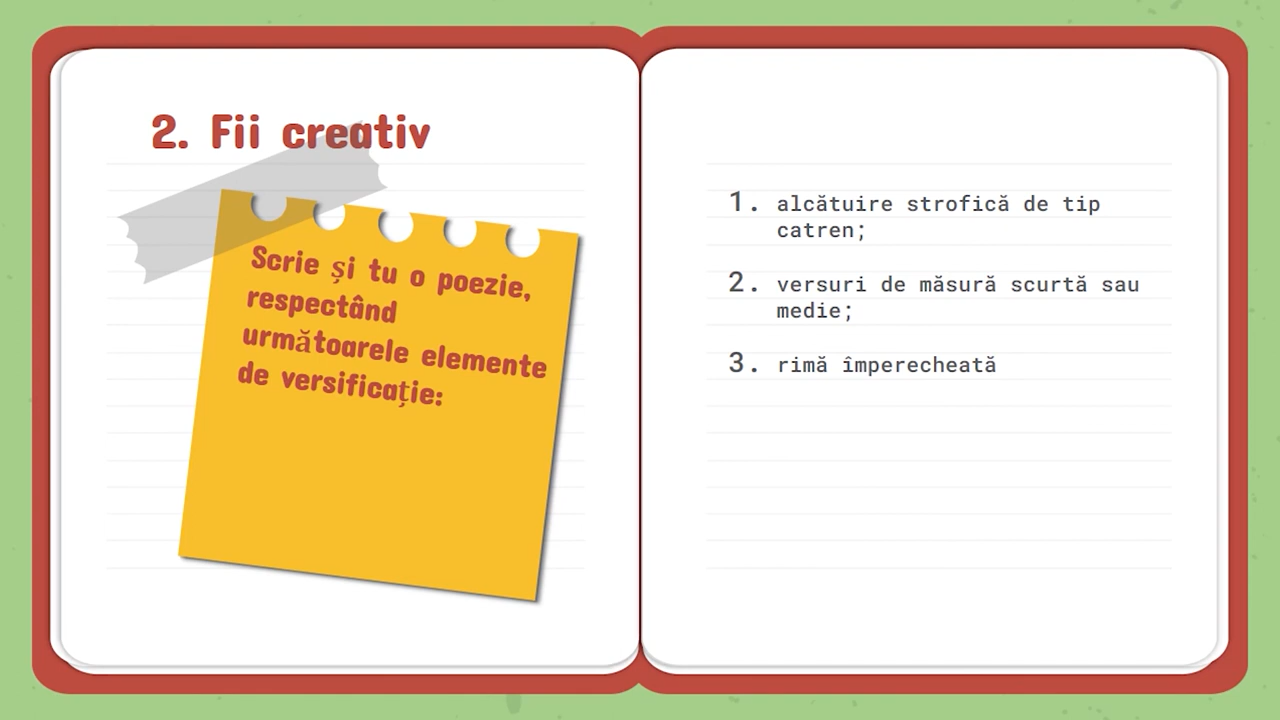 2. Fii creativ
Scrie și tu o poezie,
respectând
următoarele elemente
de versificație:
1. alcătuire strofică de tip
catren;
2. versuri de măsură scurtă sau
medie;
3. rimă împerecheată